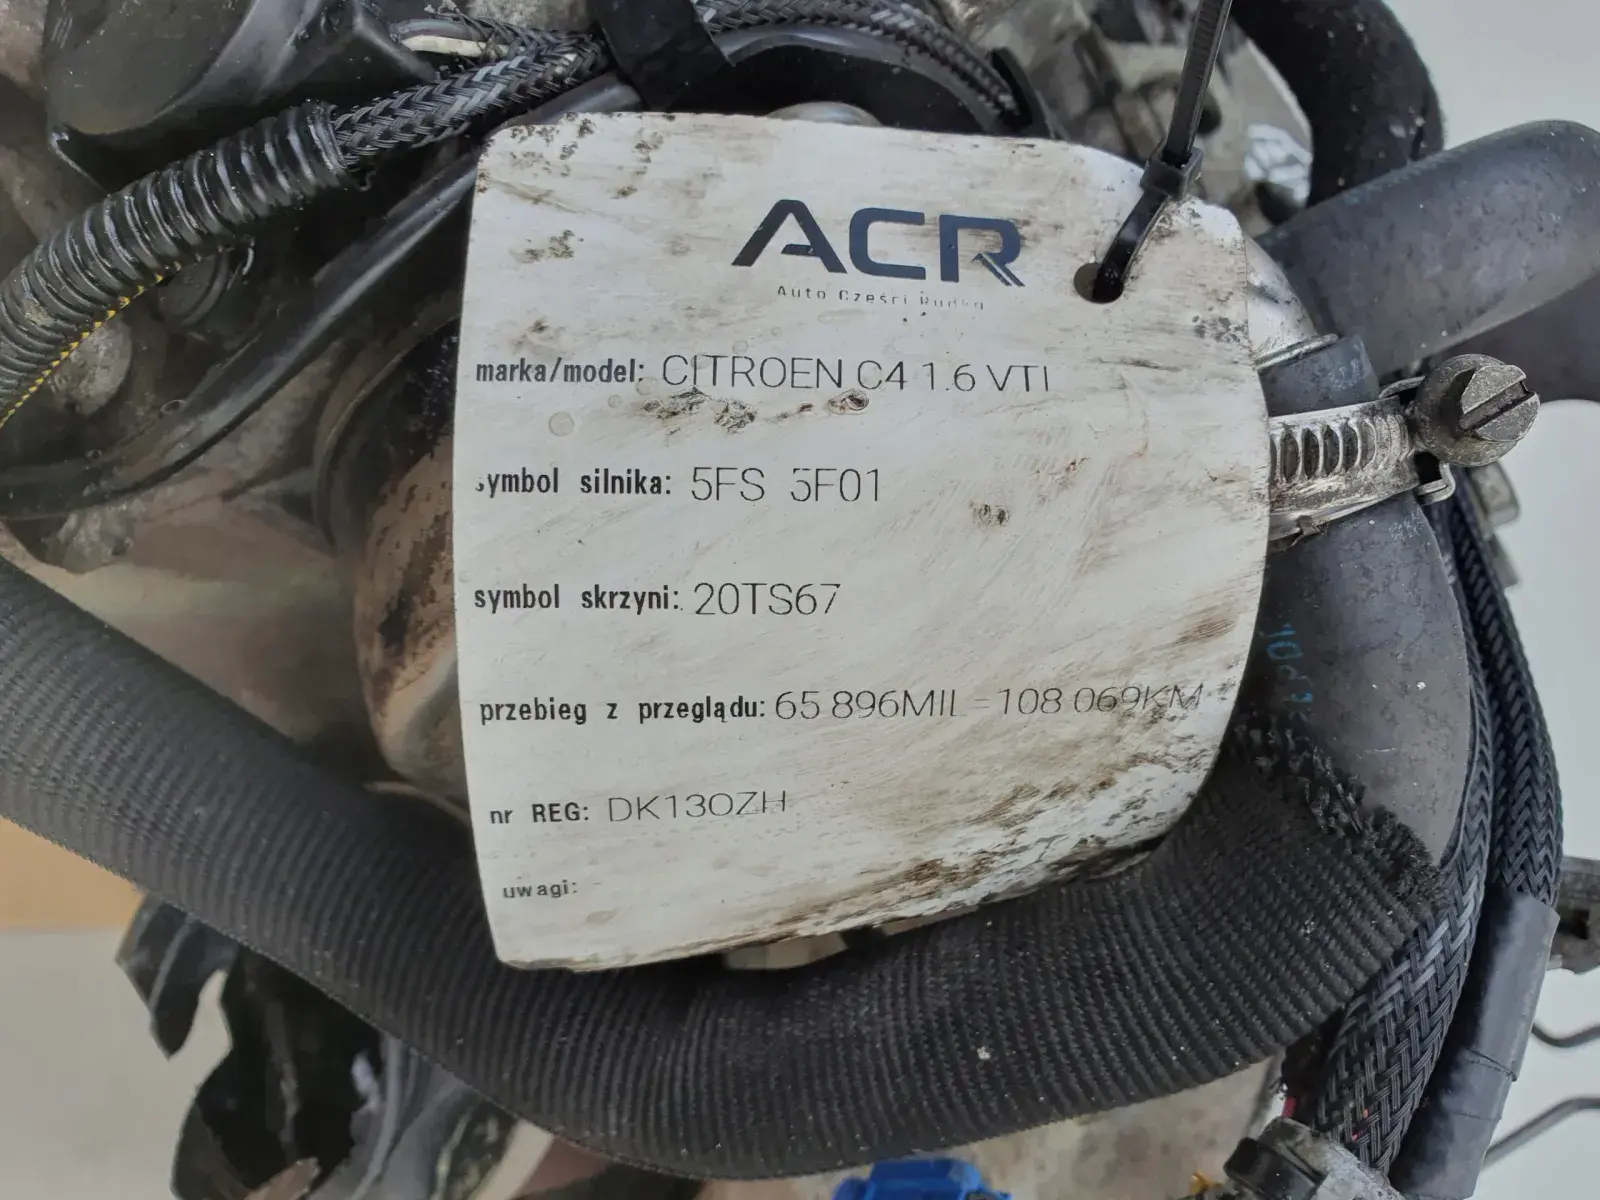 ACR
Auto Części Rudka
marka/model: CITROEN C4 1.6 VTI
symbol silnika: 5FS 5F01
symbol skrzyni: 20TS67
przebieg z przeglądu: 65 896MIL = 108 069KM
nr REG: DK13OZH
uwagi: